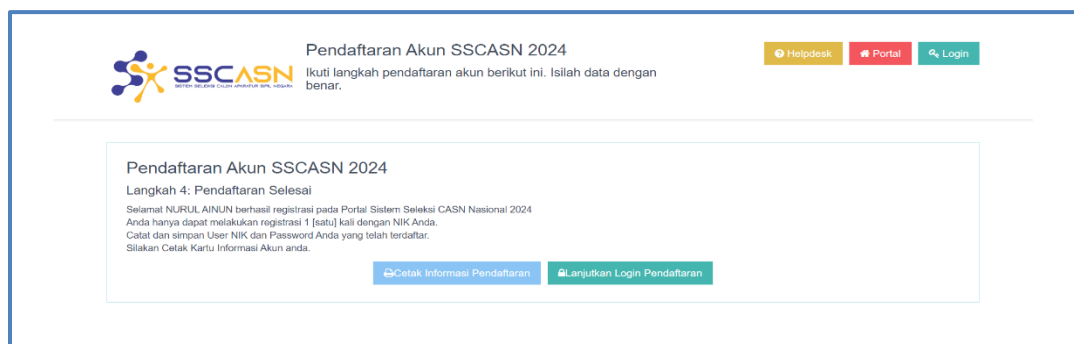 SSCASN
SISTEM SELEKSI CALON APARATUR SIPIL NEGARA
Pendaftaran Akun SSCASN 2024
Ikuti langkah pendaftaran akun berikut ini. Isilah data dengan
benar.
Helpdesk
Portal
Login
Pendaftaran Akun SSCASN 2024
Langkah 4: Pendaftaran Selesai
Selamat NURUL AINUN berhasil registrasi pada Portal Sistem Seleksi CASN Nasional 2024
Anda hanya dapat melakukan registrasi 1 [satu] kali dengan NIK Anda.
Catat dan simpan User NIK dan Password Anda yang telah terdaftar.
Silakan Cetak Kartu Informasi Akun anda.
Cetak Informasi Pendaftaran
Lanjutkan Login Pendaftaran